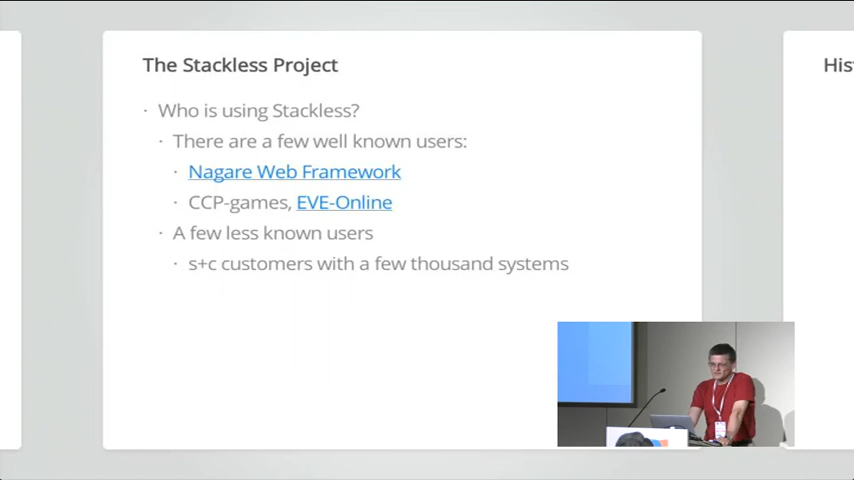 The Stackless Project
· Who is using Stackless?
· There are a few well known users:
· Nagare Web Framework
· CCP-games, EVE-Online
· A few less known users
· s+c customers with a few thousand systems
His